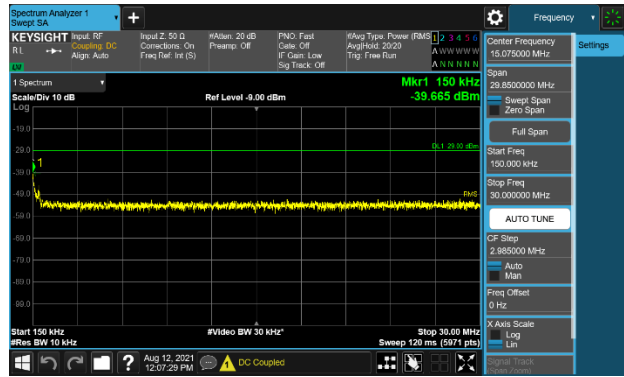 Spectrum Analyzer 1
Swept SA
+
Frequency
KEYSIGHT Input: RF
RL
Coupling: DC
Align: Auto
LV
Input Z: 50 Ω
Corrections: On
Freq Ref: Int (S)
#Atten: 20 dB
Preamp: Off
PNO: Fast
Gate: Off
IF Gain: Low
Sig Track: Off
#Avg Type: Power (RMS
Avg|Hold: 20/20
Trig: Free Run
1 2 3 4 5 6
A W W W W W
A N N N N N
1 Spectrum
Scale/Div 10 dB
Log
Ref Level -9.00 dBm
Mkr1 150 kHz
-39.665 dBm
-19.0
-29.0
-39.0
-49.0
-59.0
-69.0
-79.0
-89.0
-99.0
1
DL1 -29.00 dBm
RMS
Start 150 kHz
#Res BW 10 kHz
#Video BW 30 kHz*
Stop 30.00 MHz
Sweep 120 ms (5971 pts)
?
Aug 12, 2021
12:07:29 PM
DC Coupled
Center Frequency
15.075000 MHz
Settings
Span
29.8500000 MHz
Swept Span
Zero Span
Full Span
Start Freq
150.000 kHz
Stop Freq
30.000000 MHz
AUTO TUNE
CF Step
2.985000 MHz
Auto
Man
Freq Offset
0 Hz
X Axis Scale
Log
Lin
Signal Track
(Span Zoom)